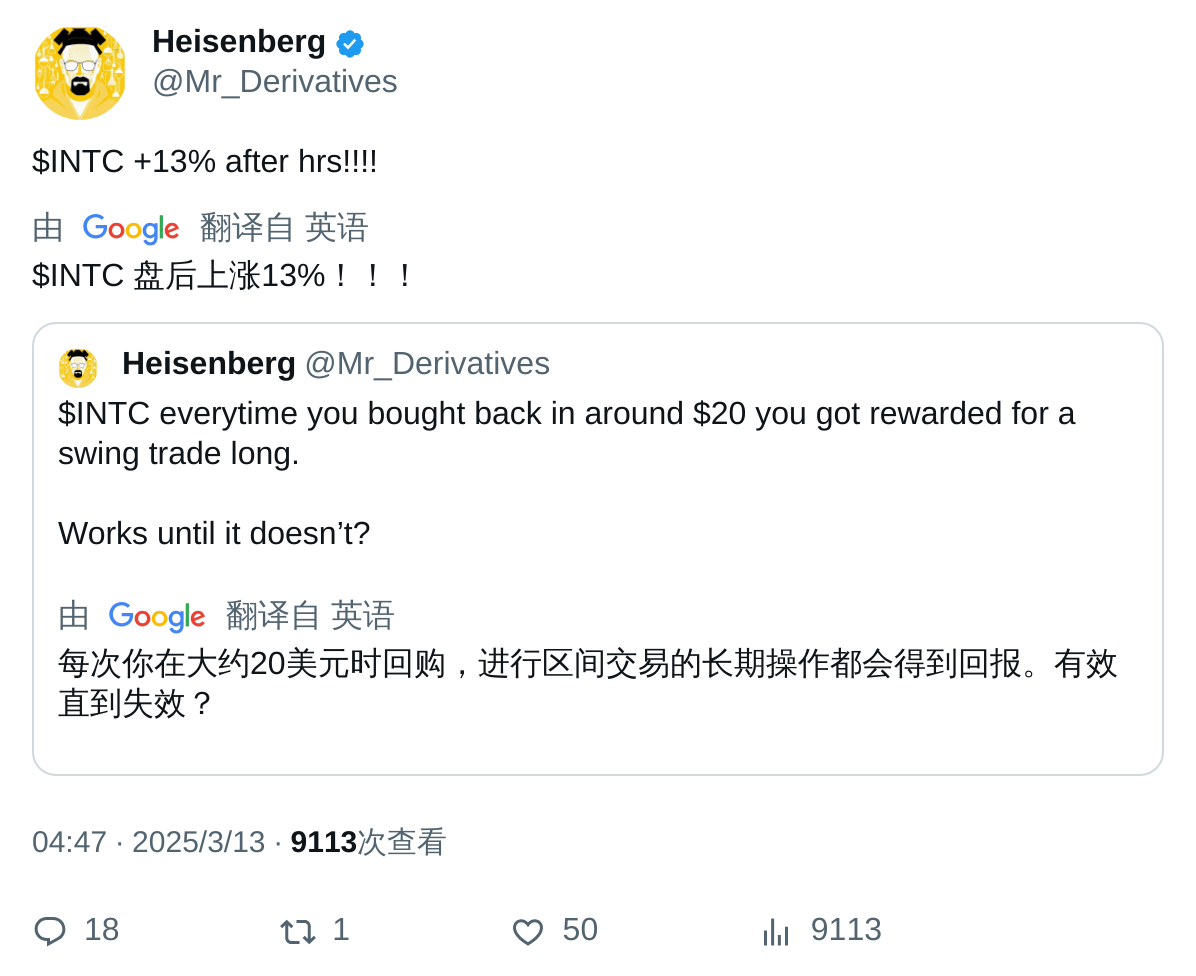 Heisenberg
@Mr_Derivatives
$INTC +13% after hrs!!!!
由 Google 翻译自 英语
$INTC 盘后上涨13%！！！
Heisenberg @Mr_Derivatives
$INTC everytime you bought back in around $20 you got rewarded for a
swing trade long.
Works until it doesn’t?
由 Google 翻译自 英语
每次你在大约20美元时回购，进行区间交易的长期操作都会得到回报。有效
直到失效？
04:47 · 2025/3/13 · 9113次查看
18 1 50 9113